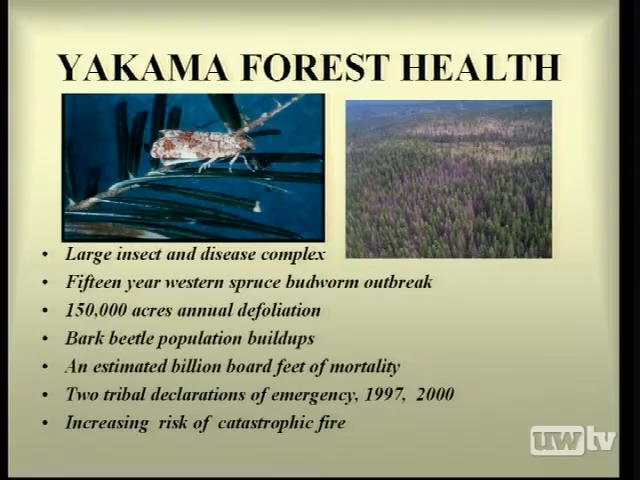 YAKAMA FOREST HEALTH
• Large insect and disease complex
• Fifteen year western spruce budworm outbreak
• 150,000 acres annual defoliation
• Bark beetle population buildups
• An estimated billion board feet of mortality
• Two tribal declarations of emergency, 1997, 2000
• Increasing risk of catastrophic fire
uwtv